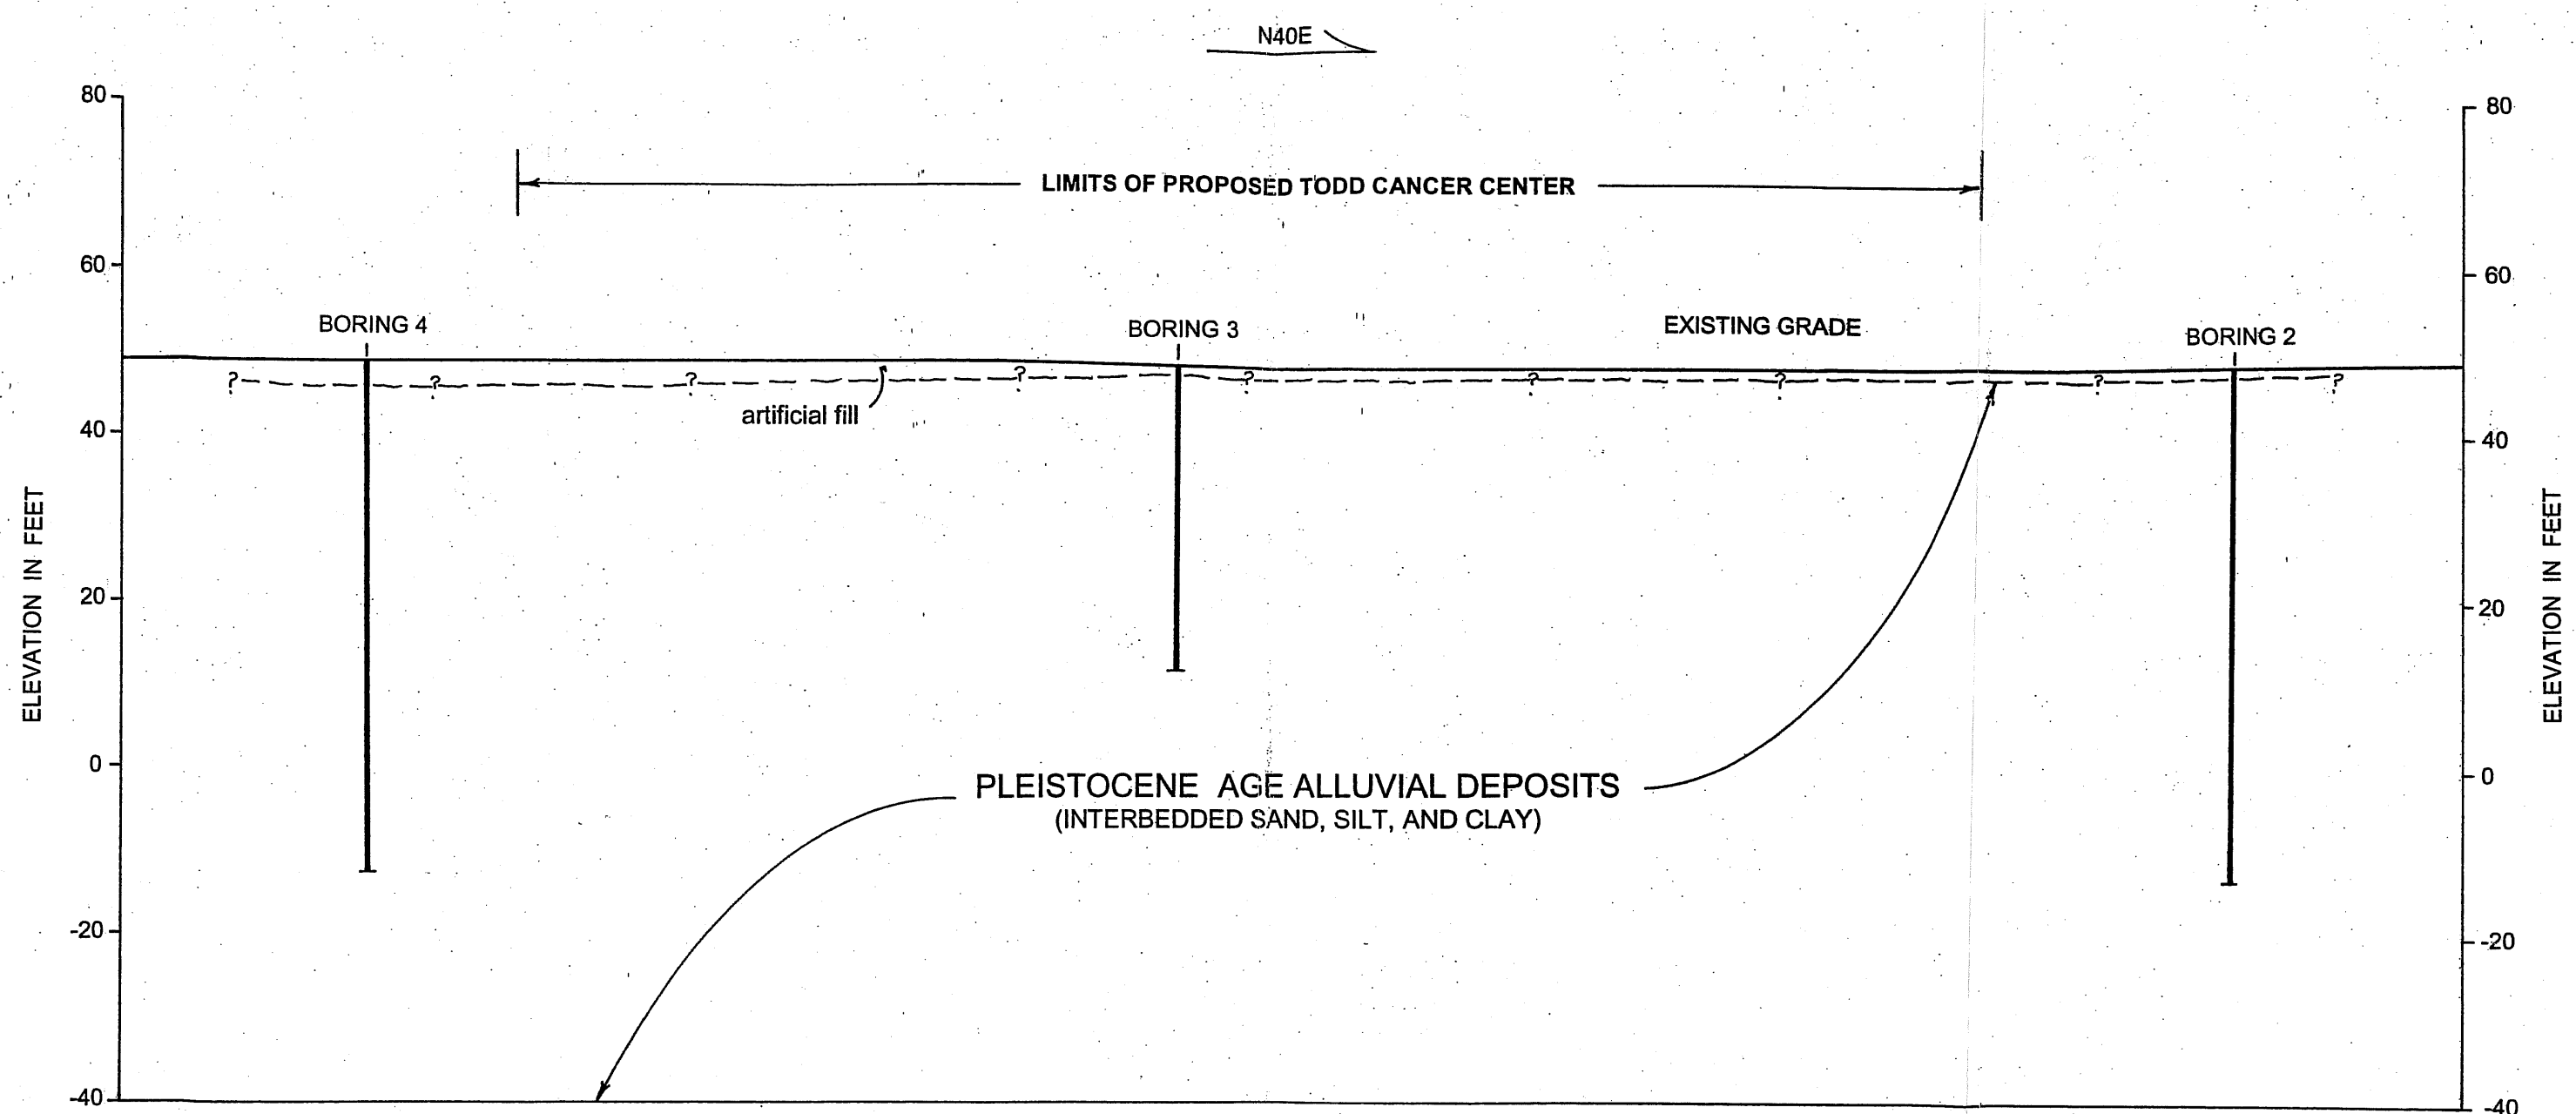 N40E
80
80
LIMITS OF PROPOSED TODD CANCER CENTER
60
60
BORING 4
BORING 3
EXISTING GRADE
BORING 2
? ? ? ? ? ? ? ? ?
artificial fill
40
40
ELEVATION IN FEET
ELEVATION IN FEET
20
20
0
0
PLEISTOCENE AGE ALLUVIAL DEPOSITS
(INTERBEDDED SAND, SILT, AND CLAY)
-20
-20
-40
-40